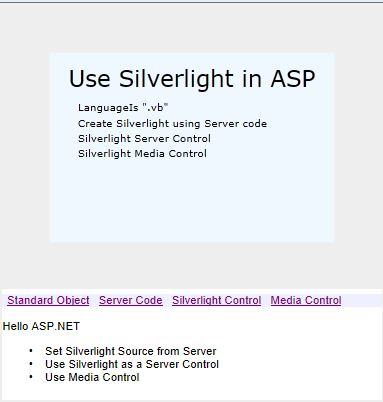 Use Silverlight in ASP
LanguageIs ".vb"
Create Silverlight using Server code
Silverlight Server Control
Silverlight Media Control
Standard Object Server Code Silverlight Control Media Control
Hello ASP.NET
• Set Silverlight Source from Server
• Use Silverlight as a Server Control
• Use Media Control